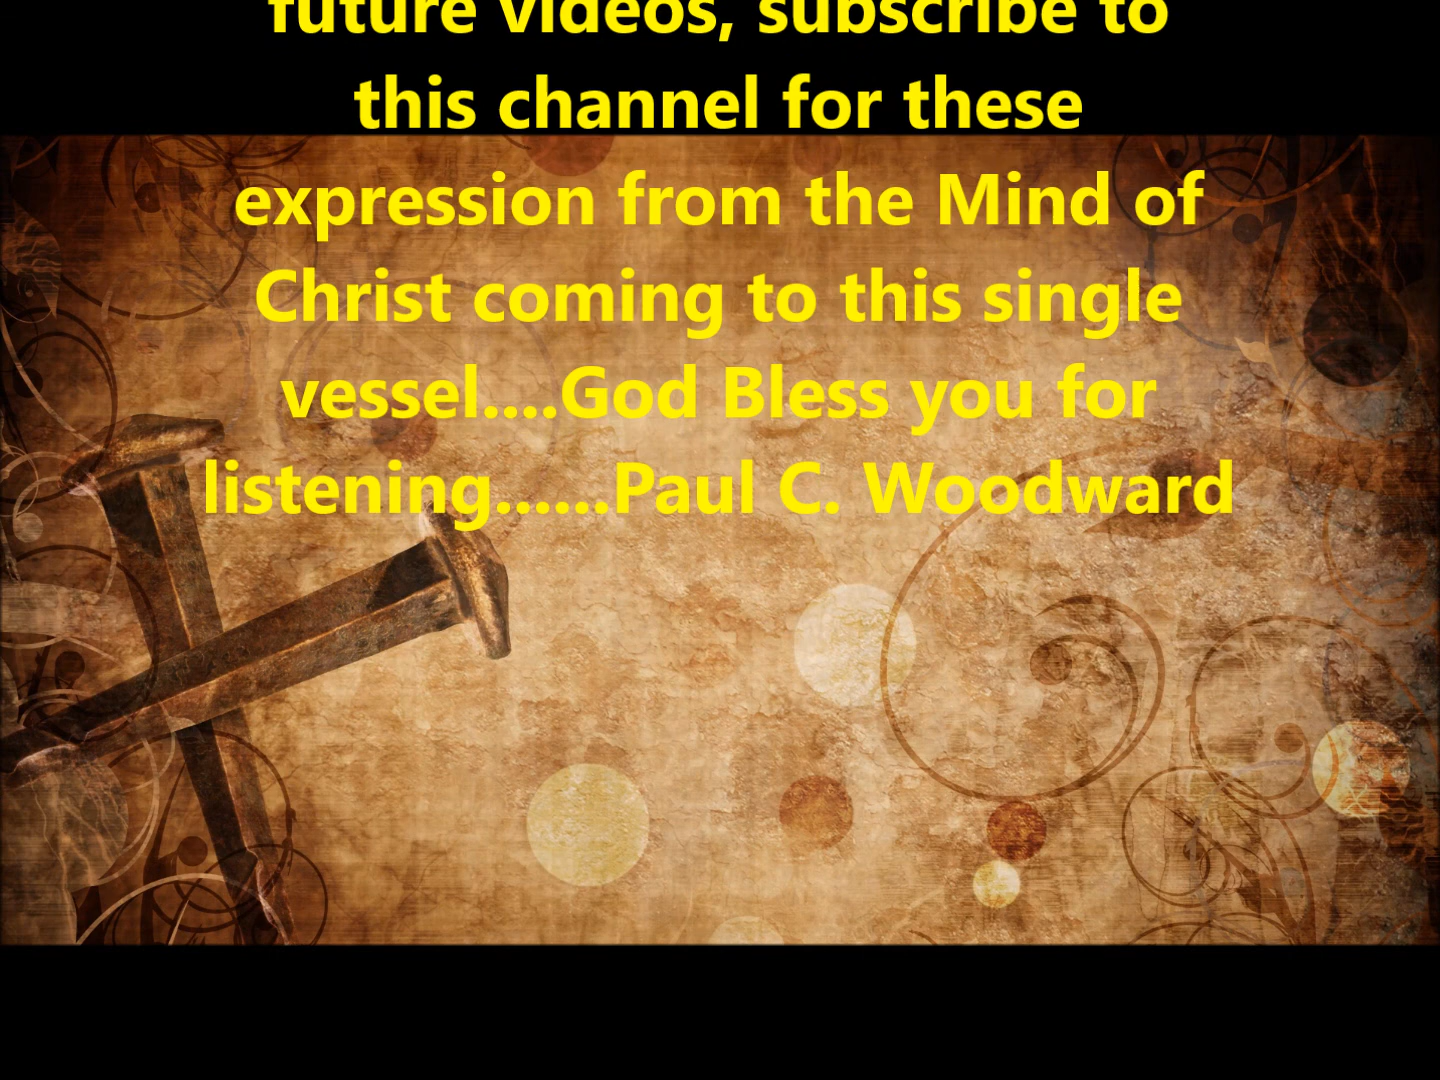 future videos, subscribe to
this channel for these
expression from the Mind of
Christ coming to this single
vessel....God Bless you for
listening......Paul C. Woodward